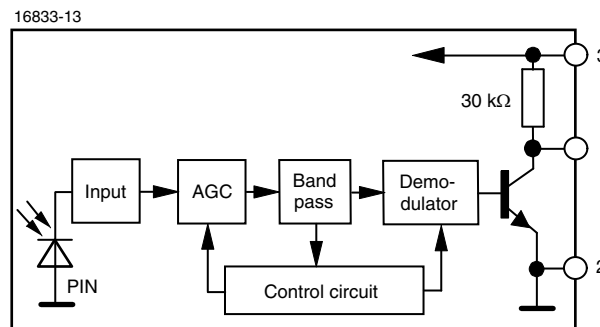 16833-13
3
30 kΩ
Input
AGC
Band
pass
Demo-
dulator
2
PIN
Control circuit